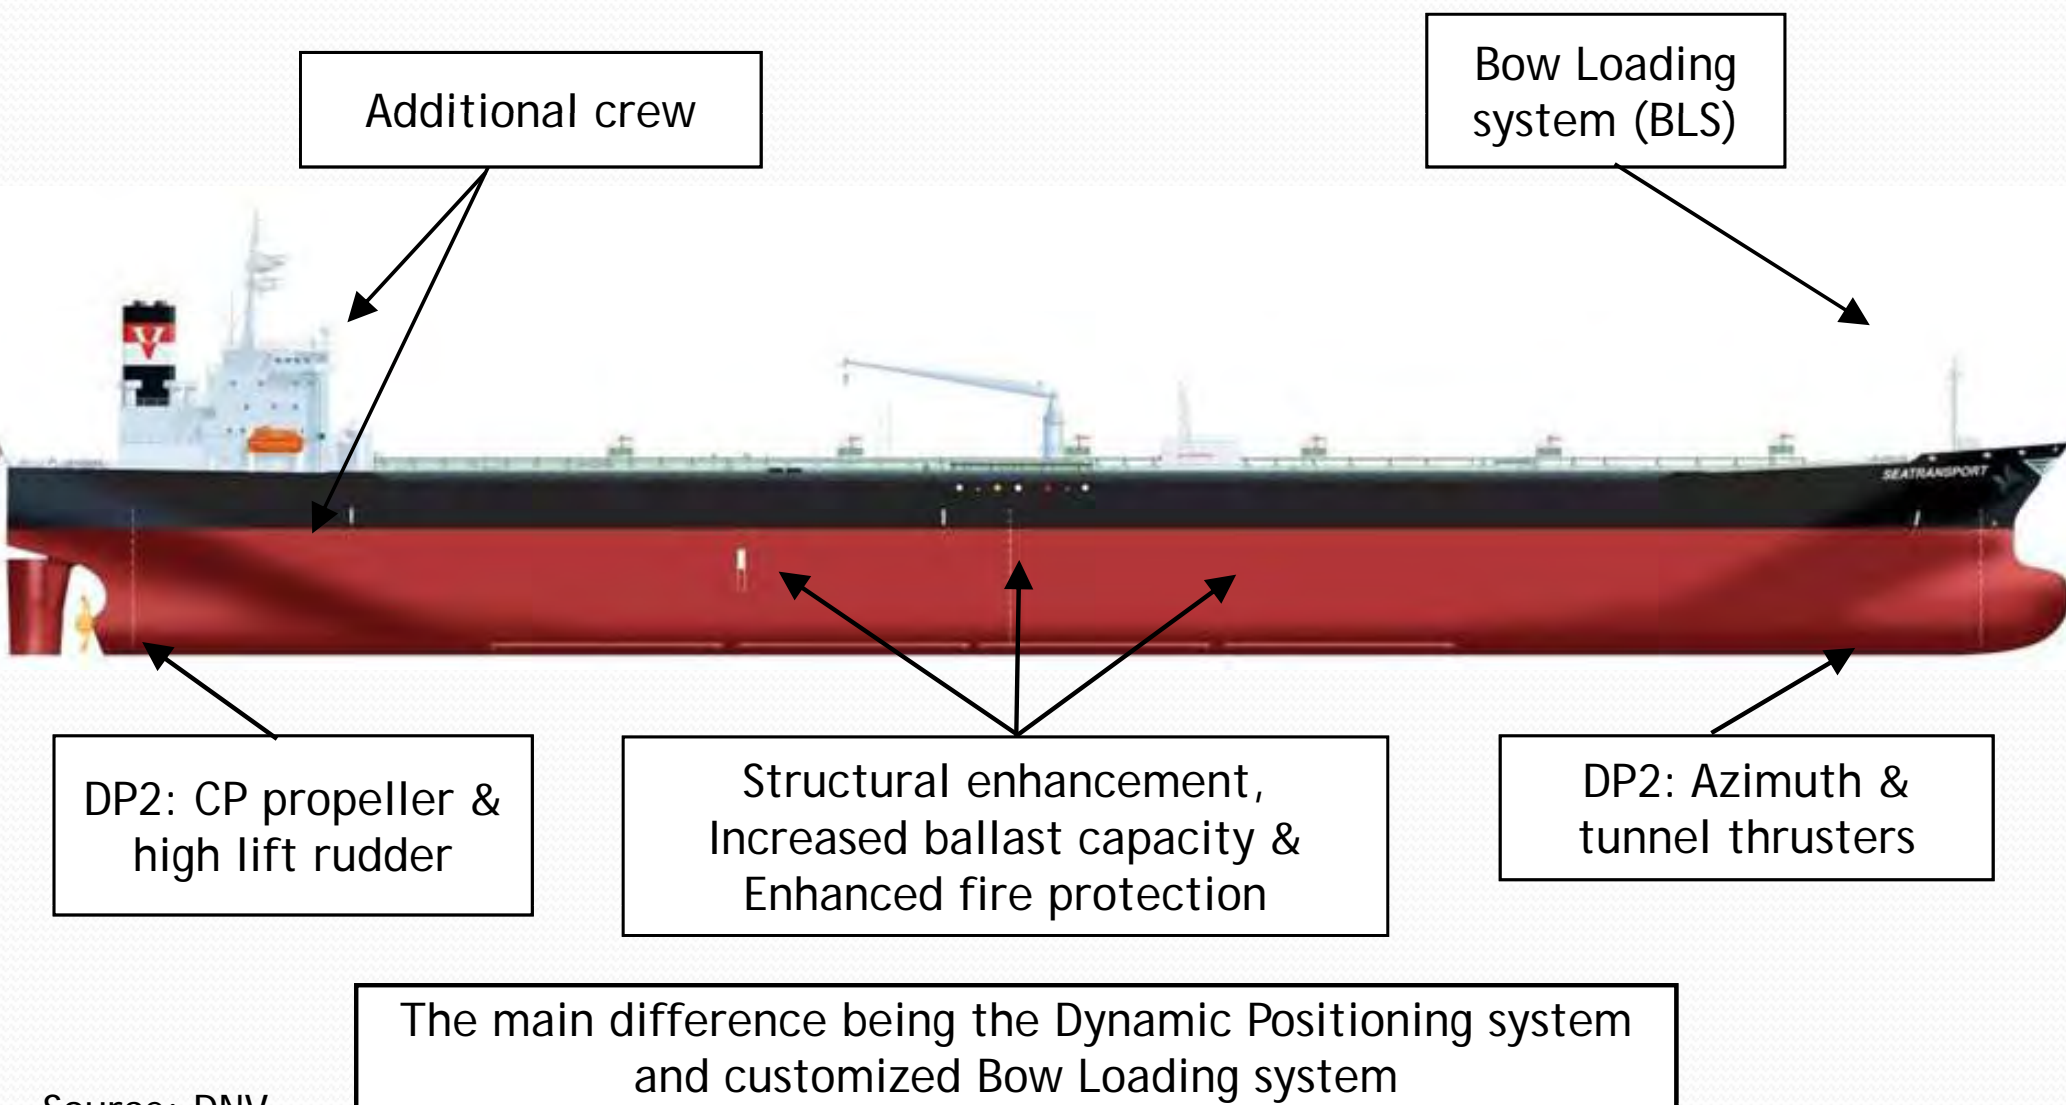 Additional crew
Bow Loading
system (BLS)
V
SEATRANSPORT
DP2: CP propeller &
high lift rudder
Structural enhancement,
Increased ballast capacity &
Enhanced fire protection
DP2: Azimuth &
tunnel thrusters
The main difference being the Dynamic Positioning system
and customized Bow Loading system
Source: DNV